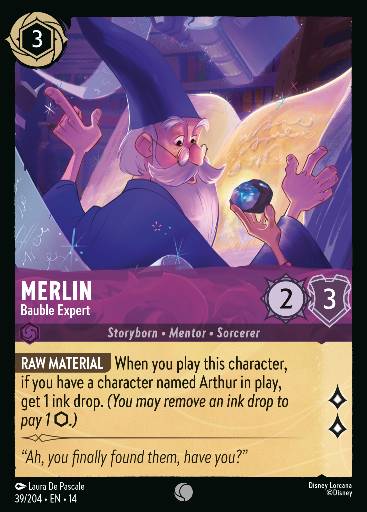 3
MERLIN
Bauble Expert
2
3
Storyborn • Mentor • Sorcerer
RAW MATERIAL When you play this character,
if you have a character named Arthur in play,
get 1 ink drop. (You may remove an ink drop to
pay 1 ⬡.)
“Ah, you finally found them, have you?”
Laura De Pascale
Disney Lorcana
39/204 • EN • 14
©Disney